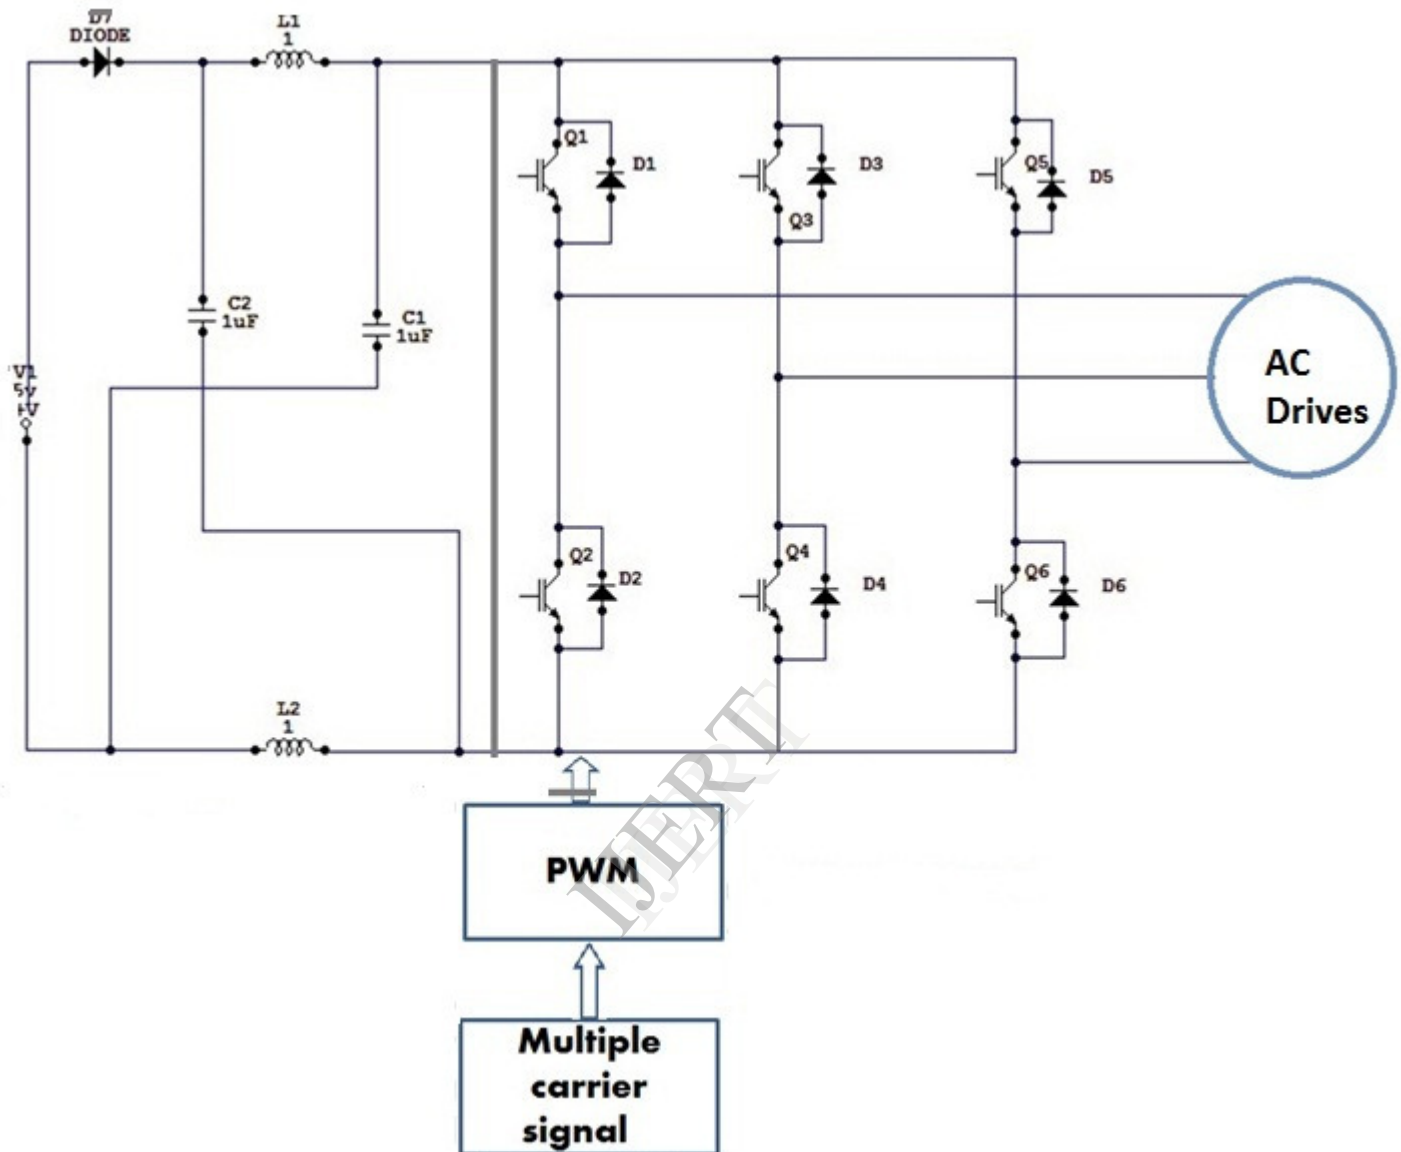 D7
DIODE
L1
1
Q1
D1
D3
Q3
Q5
D5
C2
1uF
C1
1uF
V1
5v
+V
AC
Drives
Q2
D2
Q4
D4
Q6
D6
L2
1
IJERT
PWM
Multiple
carrier
signal